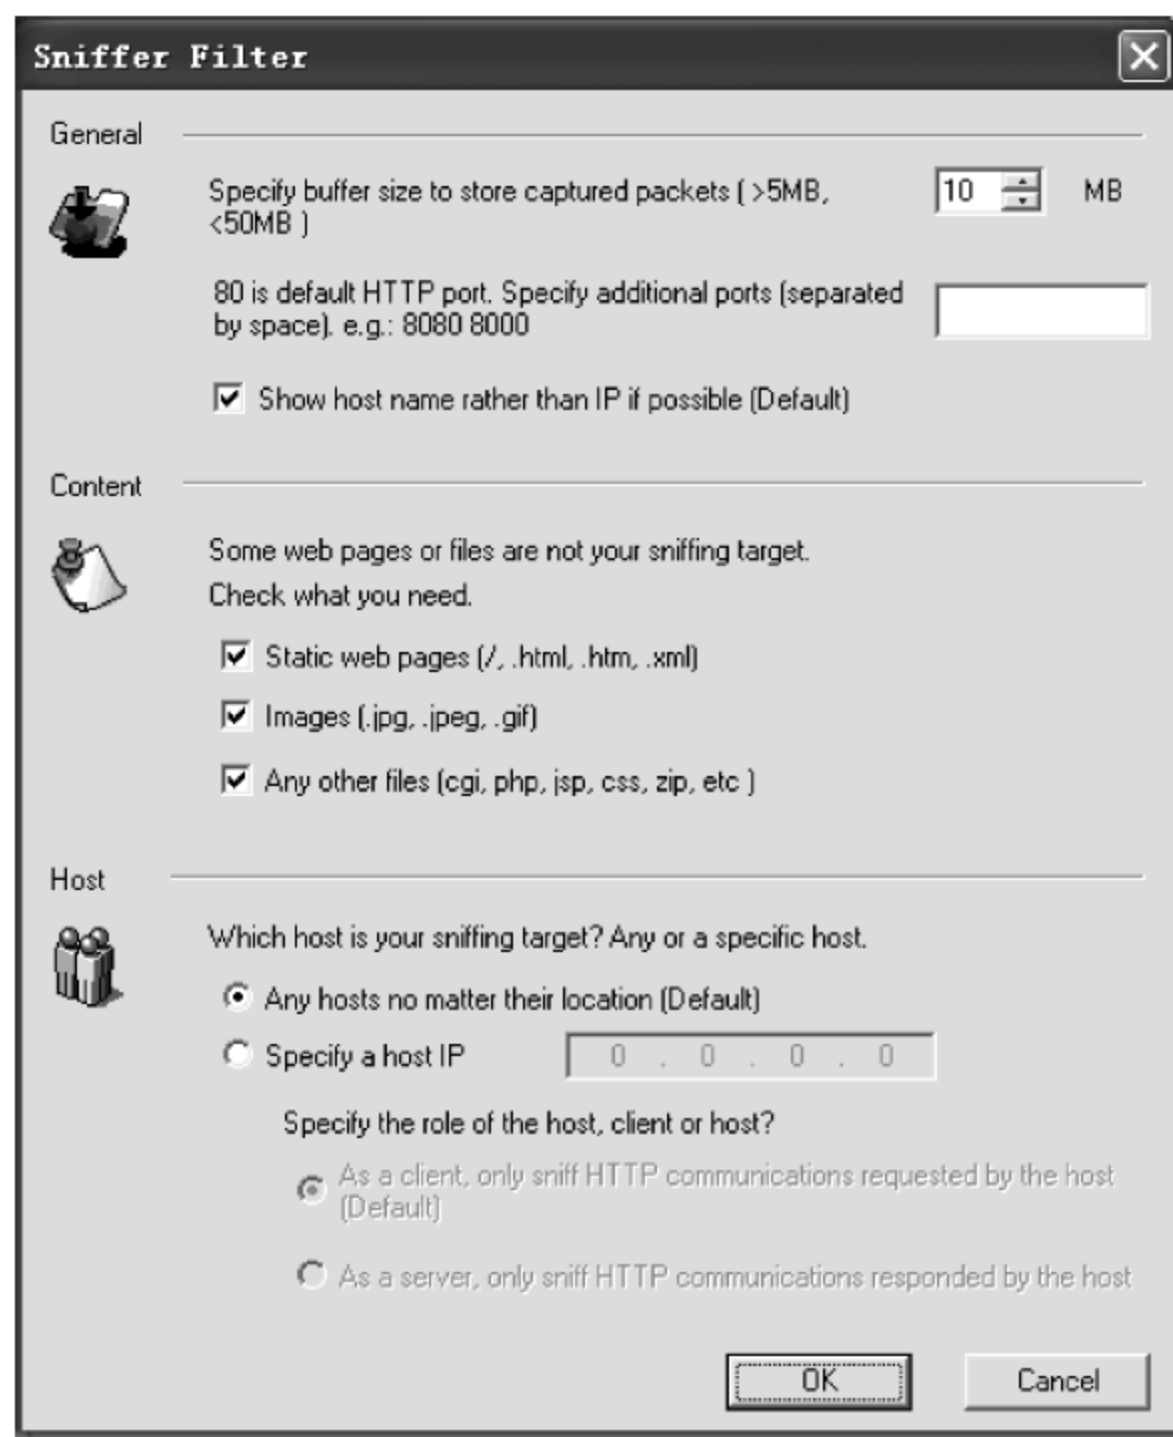 Sniffer Filter
General
Specify buffer size to store captured packets ( >5MB,
<50MB )
10
MB
80 is default HTTP port. Specify additional ports (separated
by space). e.g.: 8080 8000
Show host name rather than IP if possible (Default)
Content
Some web pages or files are not your sniffing target.
Check what you need.
Static web pages (/, .html, .htm, .xml)
Images (.jpg, .jpeg, .gif)
Any other files (cgi, php, jsp, css, zip, etc )
Host
Which host is your sniffing target? Any or a specific host.
Any hosts no matter their location (Default)
Specify a host IP
0 . 0 . 0 . 0
Specify the role of the host, client or host?
As a client, only sniff HTTP communications requested by the host
(Default)
As a server, only sniff HTTP communications responded by the host
OK
Cancel